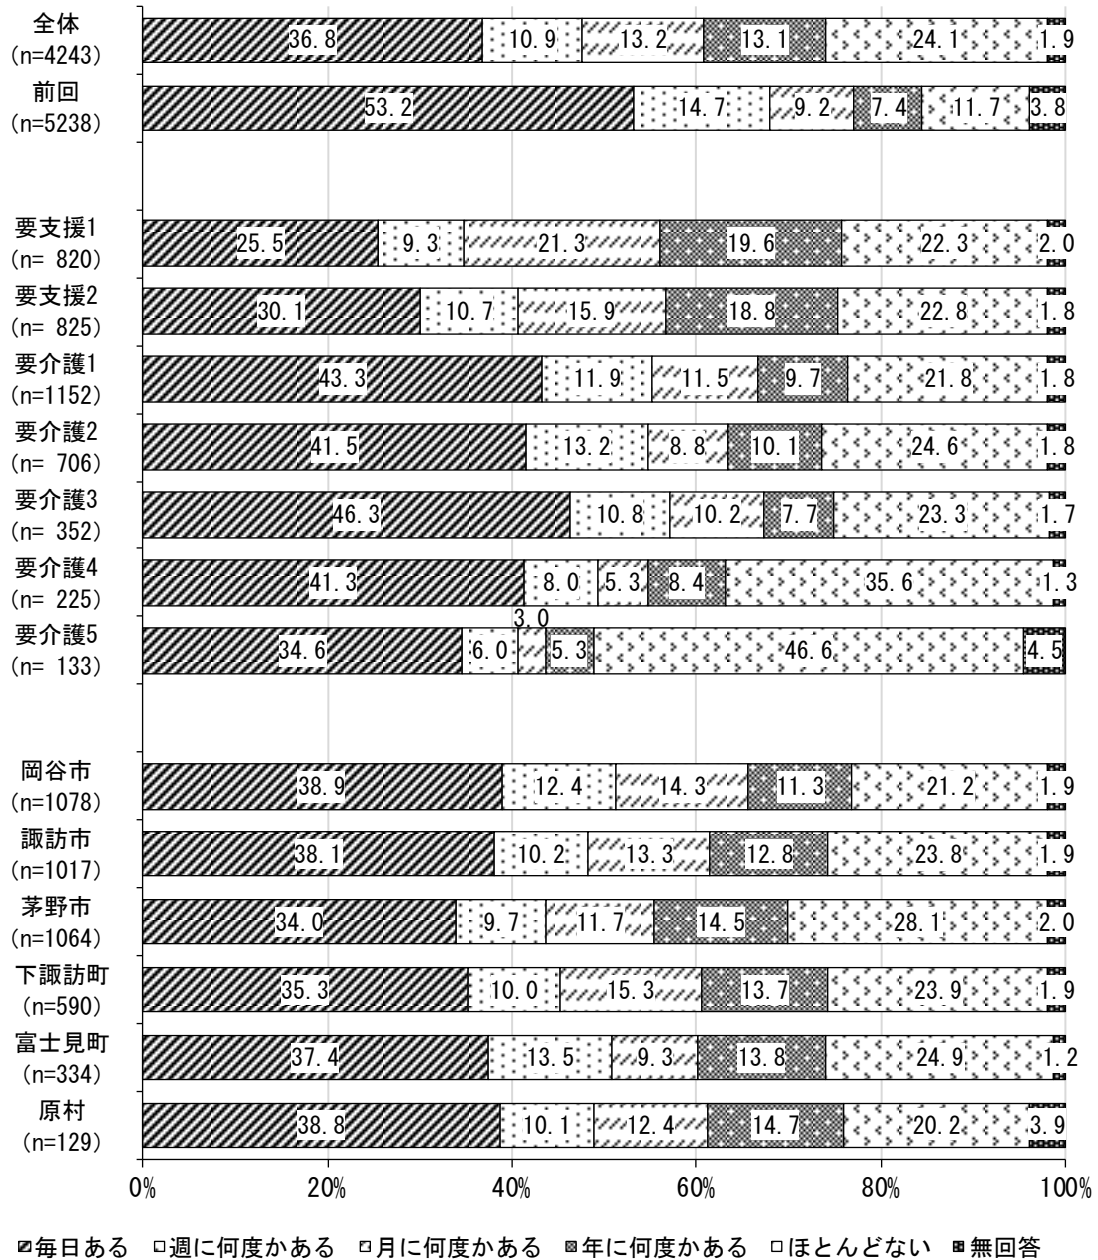 全体
(n=4243)
36.8 10.9 13.2 13.1 24.1 1.9
前回
(n=5238)
53.2 14.7 9.2 7.4 11.7 3.8
要支援1
(n= 820)
25.5 9.3 21.3 19.6 22.3 2.0
要支援2
(n= 825)
30.1 10.7 15.9 18.8 22.8 1.8
要介護1
(n=1152)
43.3 11.9 11.5 9.7 21.8 1.8
要介護2
(n= 706)
41.5 13.2 8.8 10.1 24.6 1.8
要介護3
(n= 352)
46.3 10.8 10.2 7.7 23.3 1.7
要介護4
(n= 225)
41.3 8.0 5.3 8.4 35.6 1.3
要介護5
(n= 133)
34.6 6.0 3.0 5.3 46.6 4.5
岡谷市
(n=1078)
38.9 12.4 14.3 11.3 21.2 1.9
諏訪市
(n=1017)
38.1 10.2 13.3 12.8 23.8 1.9
茅野市
(n=1064)
34.0 9.7 11.7 14.5 28.1 2.0
下諏訪町
(n=590)
35.3 10.0 15.3 13.7 23.9 1.9
富士見町
(n=334)
37.4 13.5 9.3 13.8 24.9 1.2
原村
(n=129)
38.8 10.1 12.4 14.7 20.2 3.9
0% 20% 40% 60% 80% 100%
毎日ある 週に何度かある 月に何度かある 年に何度かある ほとんどない 無回答